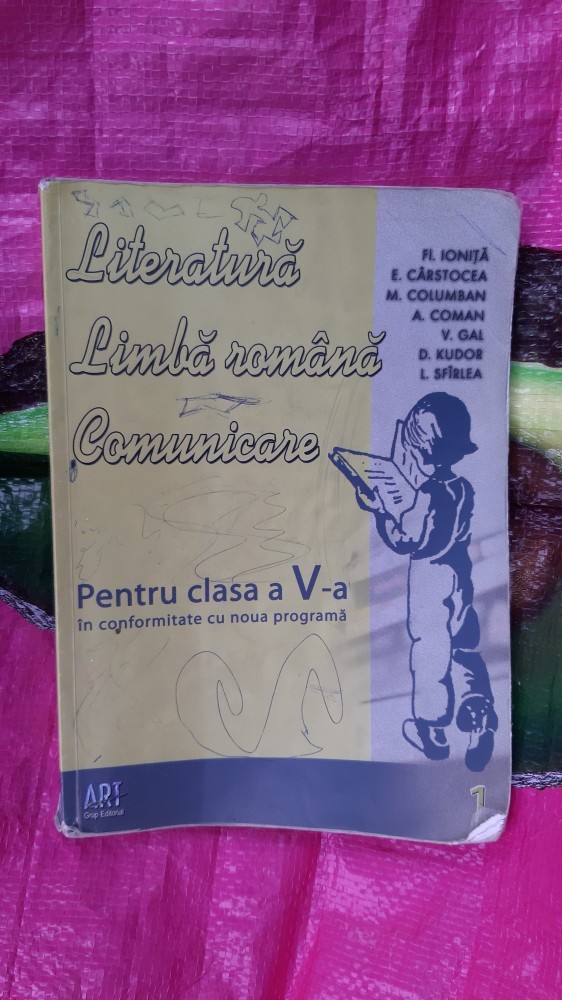 Literatură
Limbă română
Comunicare
Fl. IONIȚĂ
E. CÂRSTOCEA
M. COLUMBAN
A. COMAN
V. GAL
D. KUDOR
L. SFÎRLEA
Pentru clasa a V-a
în conformitate cu noua programă
ART
Grup Editorial
1